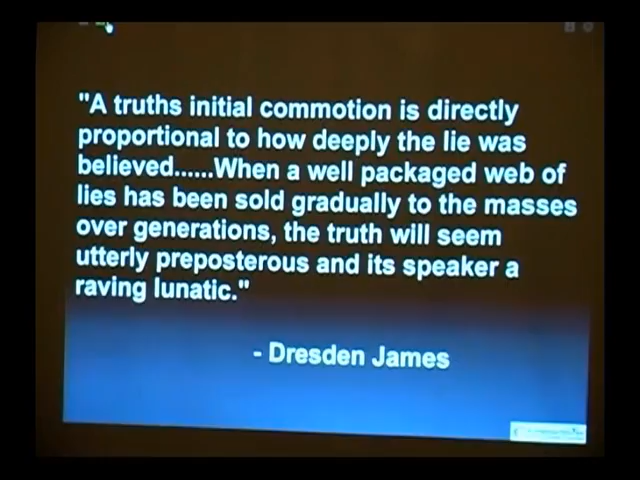 "A truths initial commotion is directly
proportional to how deeply the lie was
believed......When a well packaged web of
lies has been sold gradually to the masses
over generations, the truth will seem
utterly preposterous and its speaker a
raving lunatic."
- Dresden James